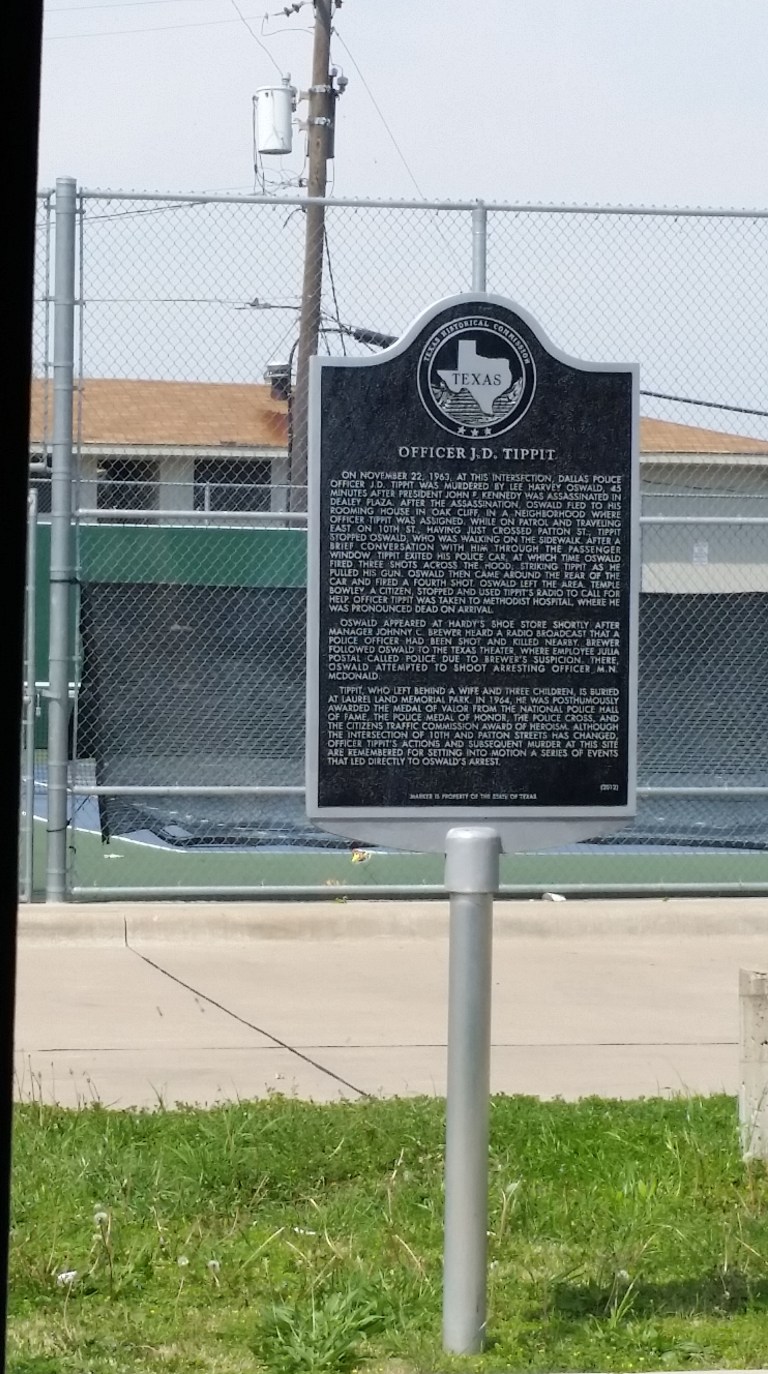 TEXAS HISTORICAL COMMISSION
TEXAS
OFFICER J.D. TIPPIT
ON NOVEMBER 22, 1963, AT THIS INTERSECTION, DALLAS POLICE
OFFICER J.D. TIPPIT WAS MURDERED BY LEE HARVEY OSWALD, 45
MINUTES AFTER PRESIDENT JOHN F. KENNEDY WAS ASSASSINATED IN
DEALEY PLAZA. AFTER THE ASSASSINATION, OSWALD FLED TO HIS
ROOMING HOUSE IN OAK CLIFF, IN A NEIGHBORHOOD WHERE
OFFICER TIPPIT WAS ASSIGNED. WHILE ON PATROL AND TRAVELING
EAST ON 10TH ST., HAVING JUST CROSSED PATTON ST., TIPPIT
STOPPED OSWALD, WHO WAS WALKING ON THE SIDEWALK. AFTER A
BRIEF CONVERSATION WITH HIM THROUGH THE PASSENGER
WINDOW, TIPPIT EXITED HIS POLICE CAR, AT WHICH TIME OSWALD
FIRED THREE SHOTS ACROSS THE HOOD, STRIKING TIPPIT AS HE
PULLED HIS GUN. OSWALD THEN CAME AROUND THE REAR OF THE
CAR AND FIRED A FOURTH SHOT. OSWALD LEFT THE AREA. TEMPLE
BOWLEY, A CITIZEN, STOPPED AND USED TIPPIT'S RADIO TO CALL FOR
HELP. OFFICER TIPPIT WAS TAKEN TO METHODIST HOSPITAL, WHERE HE
WAS PRONOUNCED DEAD ON ARRIVAL.
OSWALD APPEARED AT HARDY'S SHOE STORE SHORTLY AFTER
MANAGER JOHNNY C. BREWER HEARD A RADIO BROADCAST THAT A
POLICE OFFICER HAD BEEN SHOT AND KILLED NEARBY. BREWER
FOLLOWED OSWALD TO THE TEXAS THEATER, WHERE EMPLOYEE JULIA
POSTAL CALLED POLICE DUE TO BREWER'S SUSPICION. THERE,
OSWALD ATTEMPTED TO SHOOT ARRESTING OFFICER M.N.
MCDONALD.
TIPPIT, WHO LEFT BEHIND A WIFE AND THREE CHILDREN, IS BURIED
AT LAUREL LAND MEMORIAL PARK. IN 1964, HE WAS POSTHUMOUSLY
AWARDED THE MEDAL OF VALOR FROM THE NATIONAL POLICE HALL
OF FAME, THE POLICE MEDAL OF HONOR, THE POLICE CROSS, AND
THE CITIZENS TRAFFIC COMMISSION AWARD OF HEROISM. ALTHOUGH
THE INTERSECTION OF 10TH AND PATTON STREETS HAS CHANGED,
OFFICER TIPPIT'S ACTIONS AND SUBSEQUENT MURDER AT THIS SITE
ARE REMEMBERED FOR SETTING INTO MOTION A SERIES OF EVENTS
THAT LED DIRECTLY TO OSWALD'S ARREST.
(2012)
MARKER IS PROPERTY OF THE STATE OF TEXAS